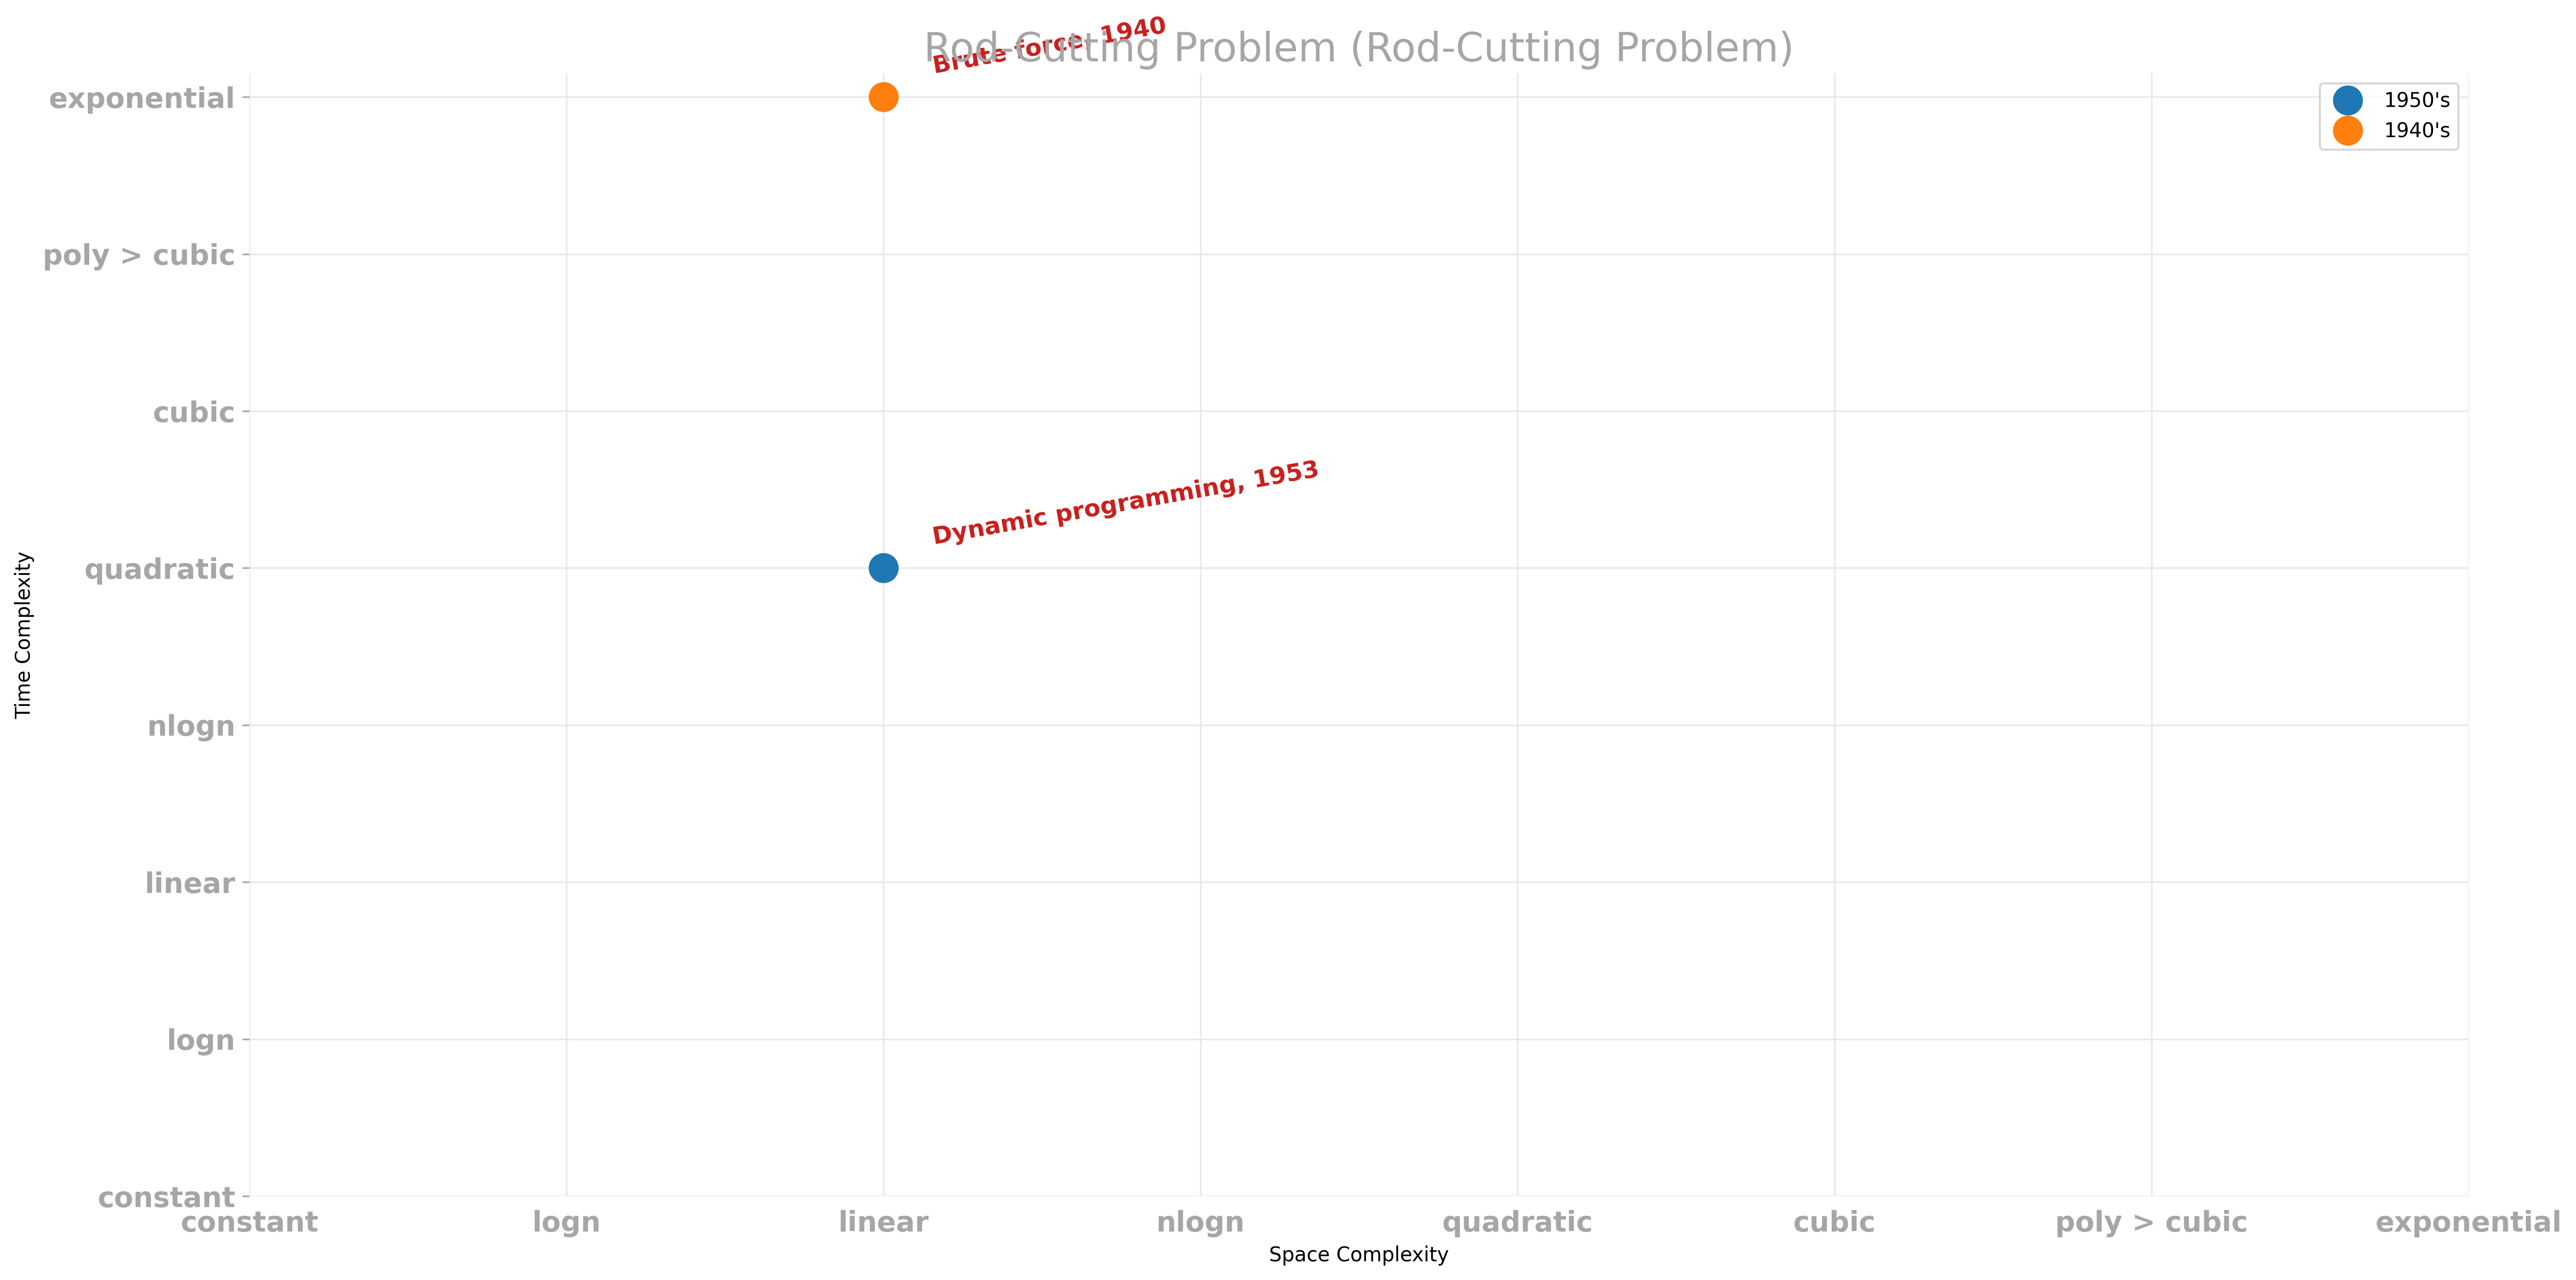 Rod-Cutting Problem (Rod-Cutting Problem)
Brute force, 1940
exponential
1950's
1940's
poly > cubic
cubic
Dynamic programming, 1953
quadratic
Time Complexity
nlogn
linear
logn
constant
constant logn linear nlogn quadratic cubic poly > cubic exponential
Space Complexity